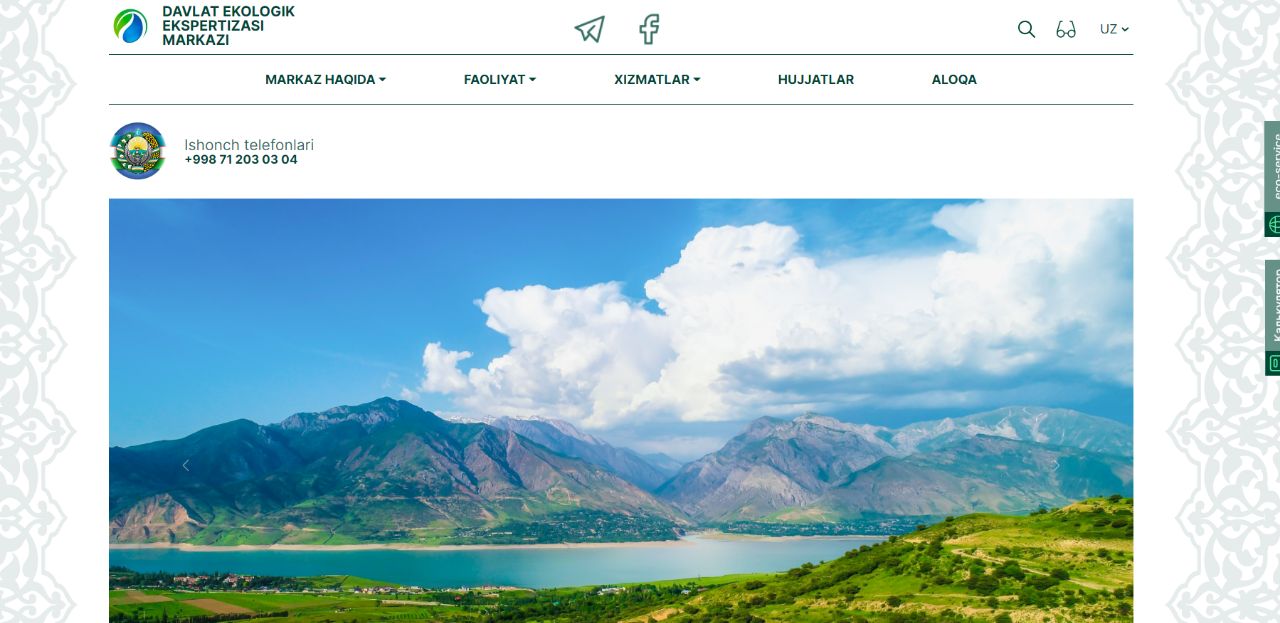 DAVLAT EKOLOGIK
EKSPERTIZASI
MARKAZI
UZ
MARKAZ HAQIDA
FAOLIYAT
XIZMATLAR
HUJJATLAR
ALOQA
Ishonch telefonlari
+998 71 203 03 04
eco-service
Калькулятор